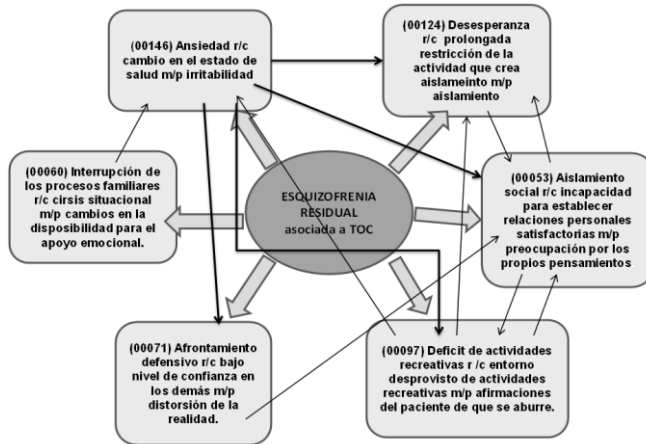 (00146) Ansiedad r/c
cambio en el estado de
salud m/p irritabilidad
(00124) Desesperanza
r/c prolongada
restricción de la
actividad que crea
aislameinto m/p
aislamiento
(00060) Interrupción de
los procesos familiares
r/c cirsis situacional
m/p cambios en la
disposibilidad para el
apoyo emocional.
ESQUIZOFRENIA
RESIDUAL
asociada a TOC
(00053) Aislamiento
social r/c incapacidad
para establecer
relaciones personales
satisfactorias m/p
preocupación por los
propios pensamientos
(00071) Afrontamiento
defensivo r/c bajo
nivel de confianza en
los demás m/p
distorsión de la
realidad.
(00097) Deficit de actividades
recreativas r /c entorno
desprovisto de actividades
recreativas m/p afirmaciones
del paciente de que se aburre.